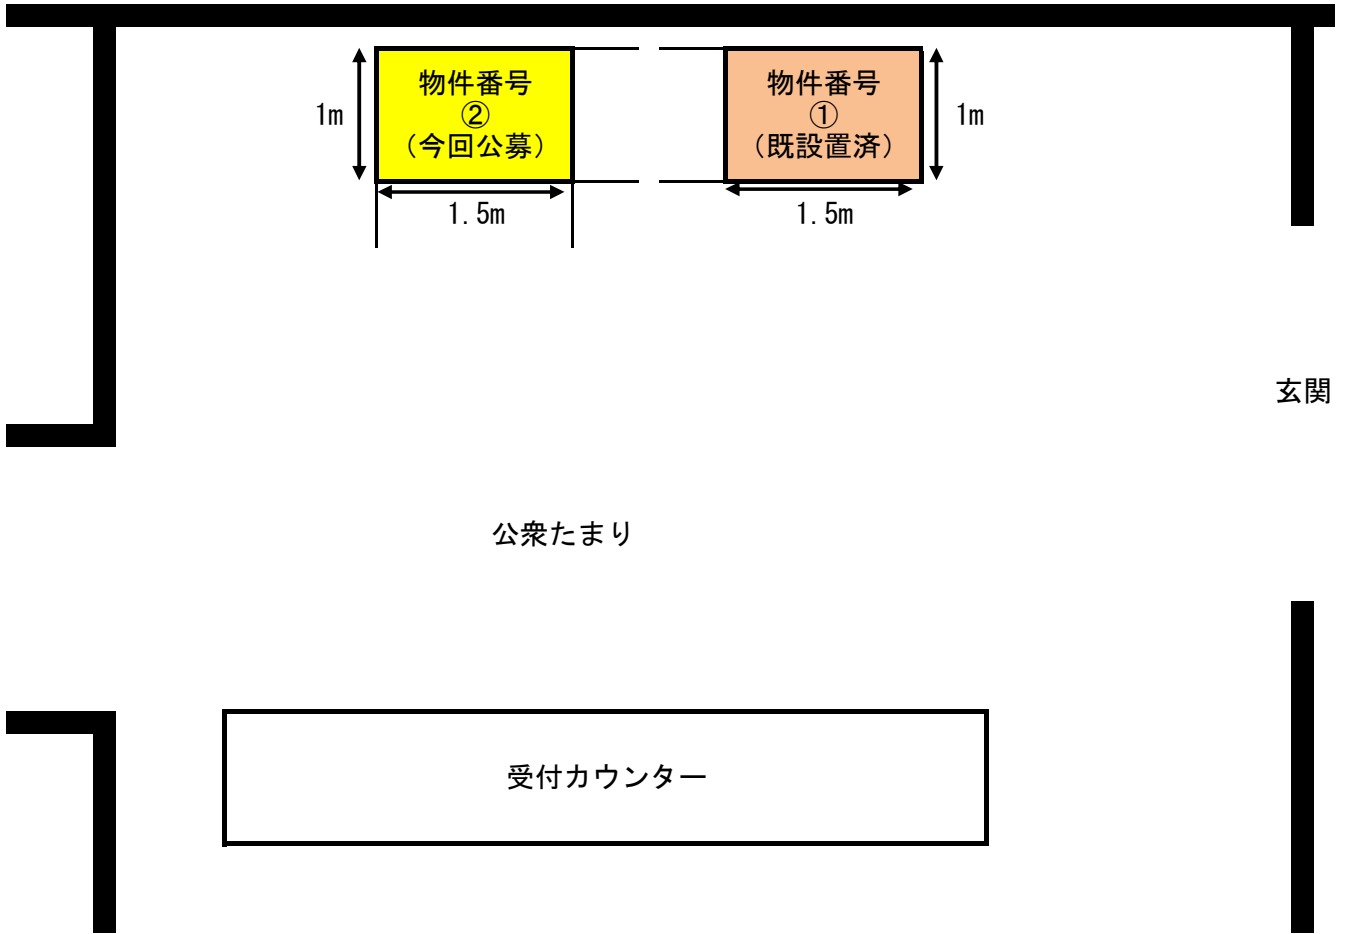 物件番号
②
（今回公募）
1m
1.5m
物件番号
①
（既設置済）
1m
1.5m
玄関
公衆たまり
受付カウンター